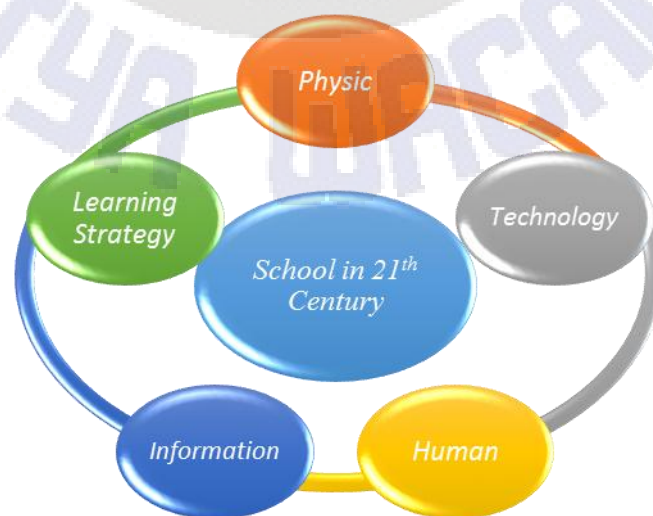 Physic
Learning
Strategy
Technology
School in 21th
Century
Information
Human